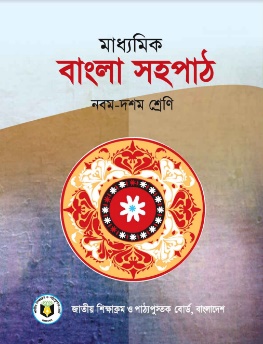 মাধ্যমিক
বাংলা সহপাঠ
নবম-দশম শ্রেণি
জাতীয় শিক্ষাক্রম ও পাঠ্যপুস্তক বোর্ড, বাংলাদেশ